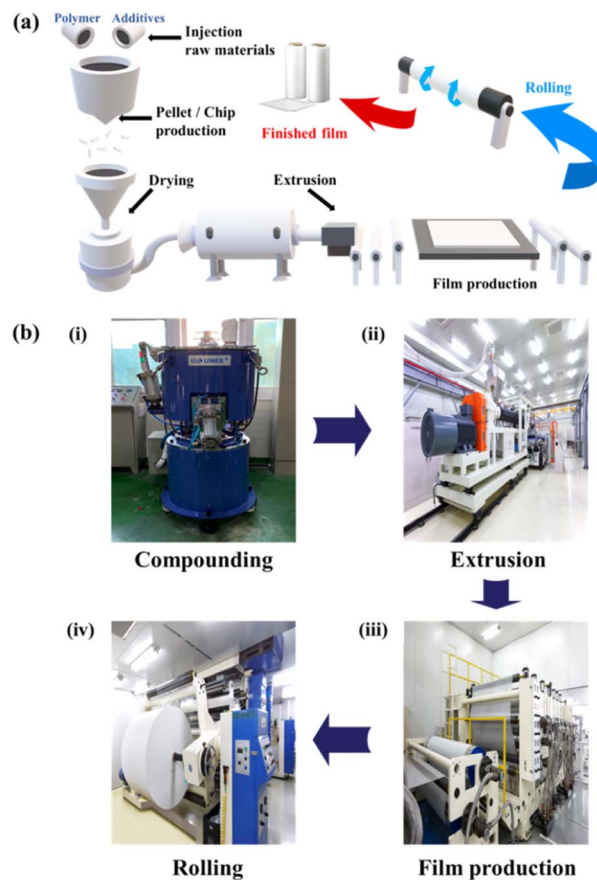 (a)
Polymer Additives
Injection
raw materials
Pellet / Chip
production
Finished film
Rolling
Drying
Extrusion
Film production
(b)
(i)
(ii)
UNEE
Compounding
Extrusion
(iv)
(iii)
Rolling
Film production